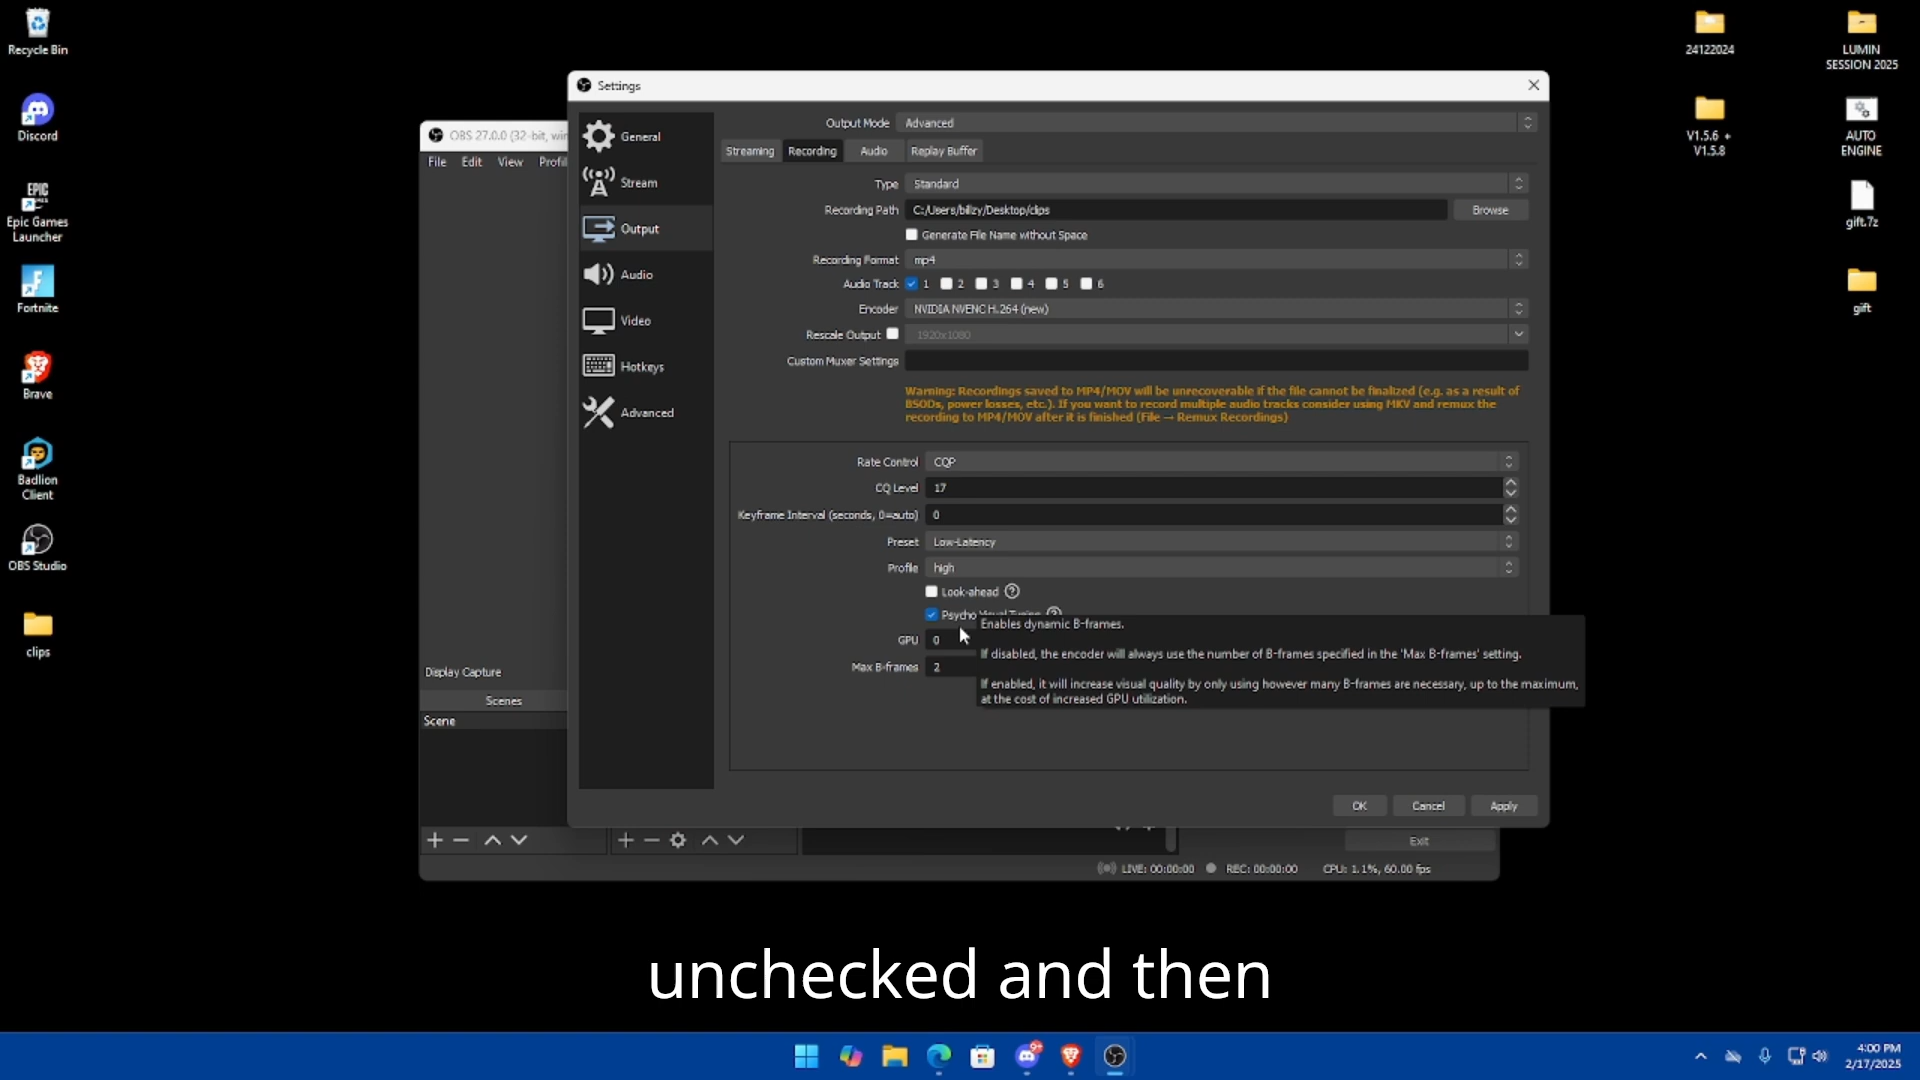 Recycle Bin
Discord
Epic Games
Launcher
Fortnite
Brave
Badlion
Client
OBS Studio
clips
24122024
LUMIN
SESSION 2025
V1.5.6 +
V1.5.8
AUTO
ENGINE
gift.7z
gift
OBS 27.0.0 (32-bit, win
File Edit View Profil
Display Capture
Scenes
Scene
Settings
General
Stream
Output
Audio
Video
Hotkeys
Advanced
Output Mode Advanced
Streaming Recording Audio Replay Buffer
Type Standard
Recording Path C:/Users/billzy/Desktop/clips Browse
Generate File Name without Space
Recording Format mp4
Audio Track 1 2 3 4 5 6
Encoder NVIDIA NVENC H.264 (new)
Rescale Output 1920x1080
Custom Muxer Settings
Warning: Recordings saved to MP4/MOV will be unrecoverable if the file cannot be finalized (e.g. as a result of
BSODs, power losses, etc.). If you want to record multiple audio tracks consider using MKV and remux the
recording to MP4/MOV after it is finished (File → Remux Recordings)
Rate Control CQP
CQ Level 17
Keyframe Interval (seconds, 0=auto) 0
Preset Low-Latency
Profile high
Look-ahead ?
Psycho Visual Tuning ?
GPU 0
Max B-frames 2
Enables dynamic B-frames.
If disabled, the encoder will always use the number of B-frames specified in the 'Max B-frames' setting.
If enabled, it will increase visual quality by only using however many B-frames are necessary, up to the maximum,
at the cost of increased GPU utilization.
OK Cancel Apply
Exit
LIVE: 00:00:00 REC: 00:00:00 CPU: 1.1%, 60.00 fps
unchecked and then
9+
4:00 PM
2/17/2025